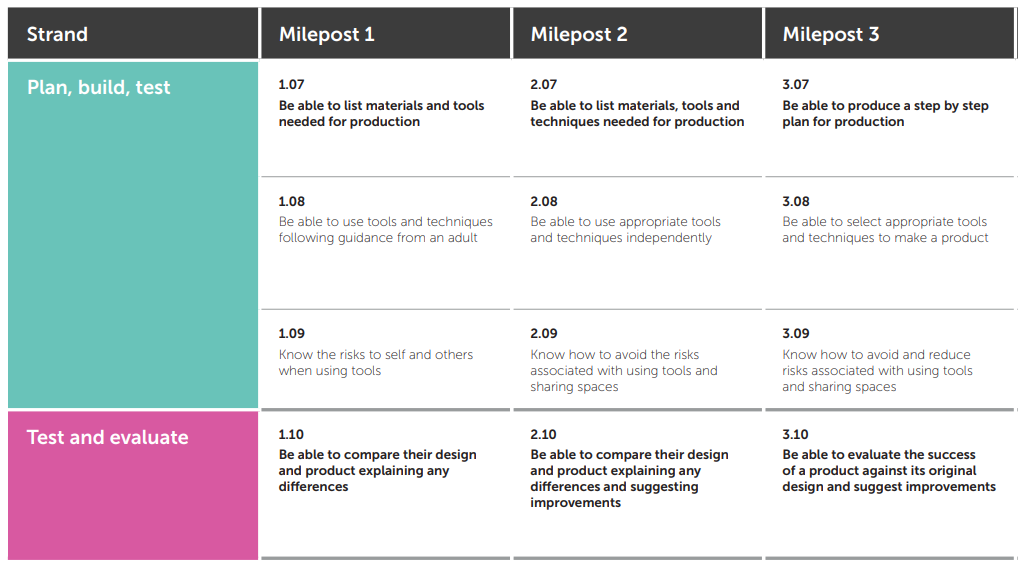 Strand
Milepost 1
Milepost 2
Milepost 3
Plan, build, test
1.07
Be able to list materials and tools
needed for production
2.07
Be able to list materials, tools and
techniques needed for production
3.07
Be able to produce a step by step
plan for production
1.08
Be able to use tools and techniques
following guidance from an adult
2.08
Be able to use appropriate tools
and techniques independently
3.08
Be able to select appropriate tools
and techniques to make a product
1.09
Know the risks to self and others
when using tools
2.09
Know how to avoid the risks
associated with using tools and
sharing spaces
3.09
Know how to avoid and reduce
risks associated with using tools
and sharing spaces
Test and evaluate
1.10
Be able to compare their design
and product explaining any
differences
2.10
Be able to compare their design
and product explaining any
differences and suggesting
improvements
3.10
Be able to evaluate the success
of a product against its original
design and suggest improvements